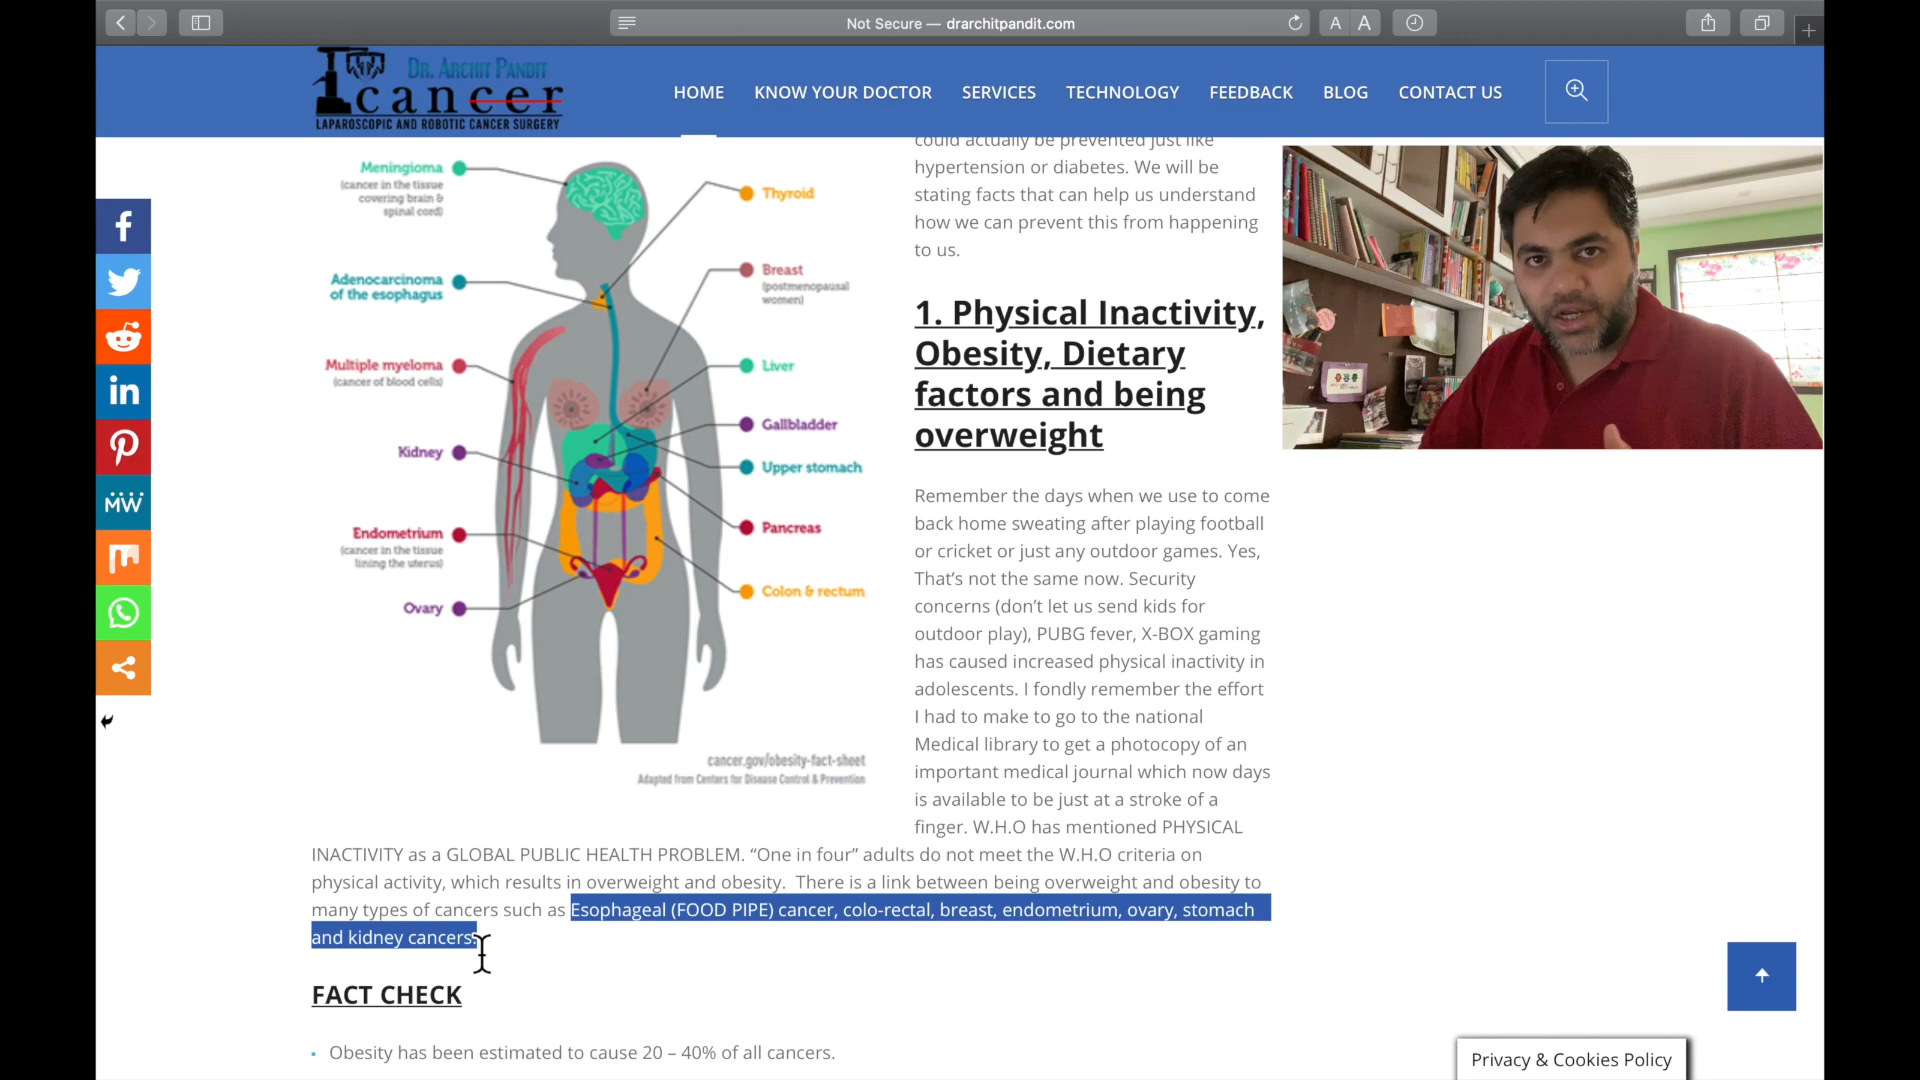 Not Secure — drarchitpandit.com
A A
DR. ARCHIT PANDIT
cancer
LAPAROSCOPIC AND ROBOTIC CANCER SURGERY
HOME KNOW YOUR DOCTOR SERVICES TECHNOLOGY FEEDBACK BLOG CONTACT US
Meningioma
(cancer in the tissue
covering brain &
spinal cord)
Adenocarcinoma
of the esophagus
Multiple myeloma
(cancer of blood cells)
Kidney
Endometrium
(cancer in the tissue
lining the uterus)
Ovary
Thyroid
Breast
(postmenopausal
women)
Liver
Gallbladder
Upper stomach
Pancreas
Colon & rectum
cancer.gov/obesity-fact-sheet
Adapted from Centers for Disease Control & Prevention
could actually be prevented just like
hypertension or diabetes. We will be
stating facts that can help us understand
how we can prevent this from happening
to us.
1. Physical Inactivity,
Obesity, Dietary
factors and being
overweight
Remember the days when we use to come
back home sweating after playing football
or cricket or just any outdoor games. Yes,
That’s not the same now. Security
concerns (don’t let us send kids for
outdoor play), PUBG fever, X-BOX gaming
has caused increased physical inactivity in
adolescents. I fondly remember the effort
I had to make to go to the national
Medical library to get a photocopy of an
important medical journal which now days
is available to be just at a stroke of a
finger. W.H.O has mentioned PHYSICAL
INACTIVITY as a GLOBAL PUBLIC HEALTH PROBLEM. “One in four” adults do not meet the W.H.O criteria on
physical activity, which results in overweight and obesity. There is a link between being overweight and obesity to
many types of cancers such as Esophageal (FOOD PIPE) cancer, colo-rectal, breast, endometrium, ovary, stomach
and kidney cancers.
FACT CHECK
Obesity has been estimated to cause 20 – 40% of all cancers.
Privacy & Cookies Policy